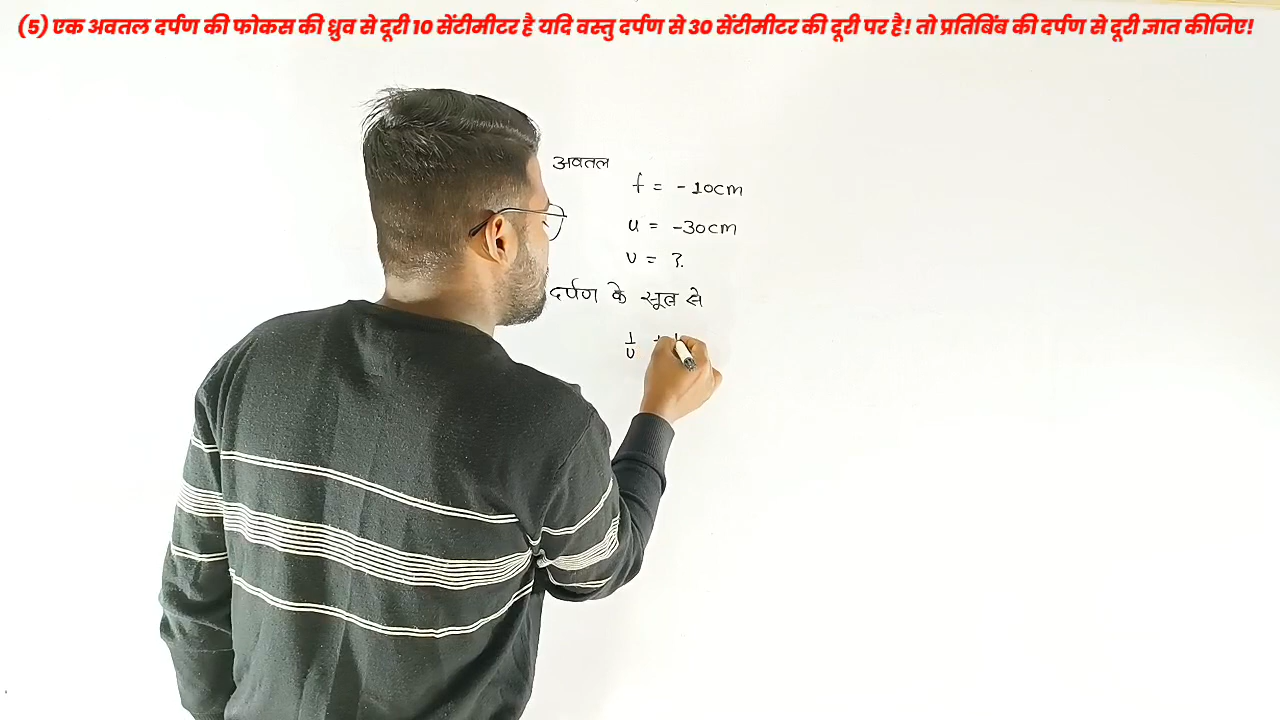 (5) एक अवतल दर्पण की फोकस की ध्रुव से दूरी 10 सेंटीमीटर है यदि वस्तु दर्पण से 30 सेंटीमीटर की दूरी पर है! तो प्रतिबिंब की दर्पण से दूरी ज्ञात कीजिए!
अवतल
f = -10cm
u = -30cm
v = ?.
दर्पण के सूत्र से
1/v +